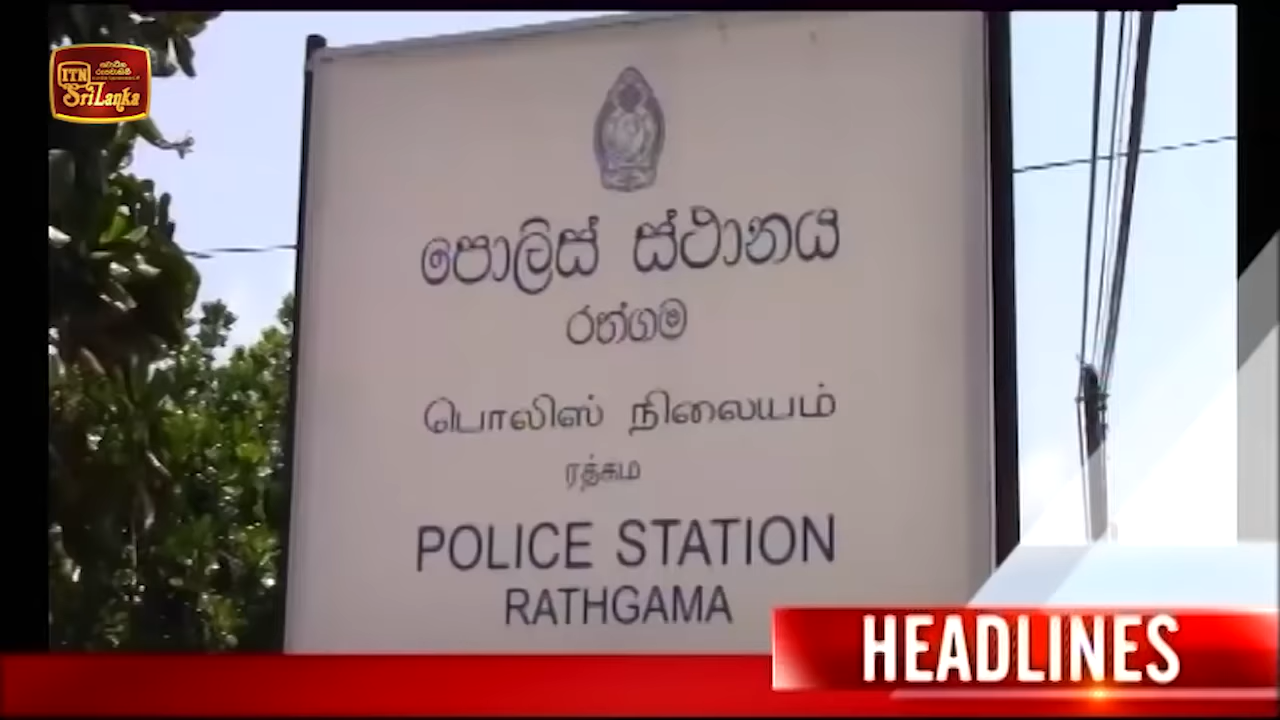 ITN
SriLanka
පොලිස් ස්ථානය
රත්ගම
பொலிஸ் நிலையம்
ரத்கம
POLICE STATION
RATHGAMA
HEADLINES